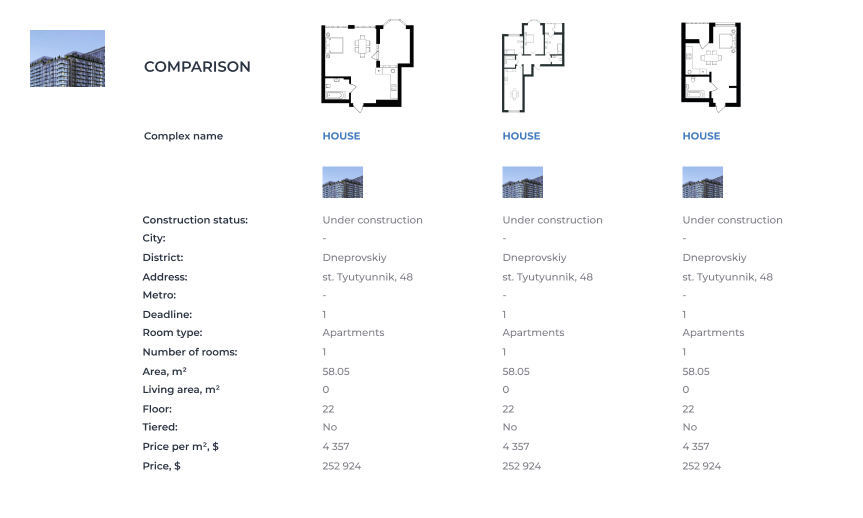 COMPARISON
Complex name HOUSE HOUSE HOUSE
Construction status: Under construction Under construction Under construction
City: - - -
District: Dneprovskiy Dneprovskiy Dneprovskiy
Address: st. Tyutyunnik, 48 st. Tyutyunnik, 48 st. Tyutyunnik, 48
Metro: - - -
Deadline: 1 1 1
Room type: Apartments Apartments Apartments
Number of rooms: 1 1 1
Area, m² 58.05 58.05 58.05
Living area, m² 0 0 0
Floor: 22 22 22
Tiered: No No No
Price per m², $ 4 357 4 357 4 357
Price, $ 252 924 252 924 252 924